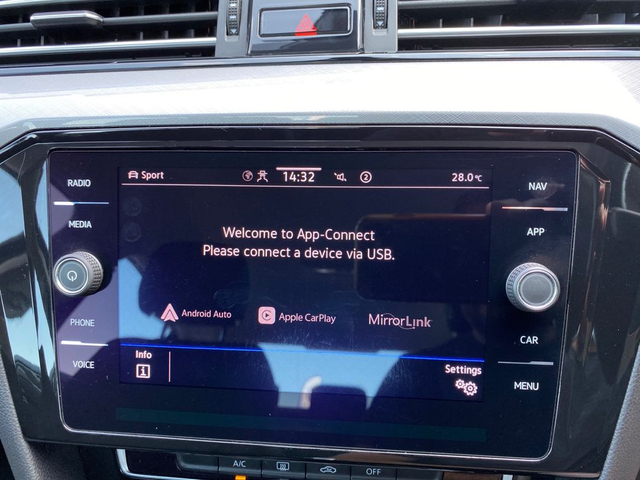 Sport 14:32 2 28.0°C
RADIO
MEDIA
PHONE
VOICE
Welcome to App-Connect
Please connect a device via USB.
Android Auto Apple CarPlay MirrorLink
Info
i
Settings
NAV
APP
CAR
MENU
A/C OFF